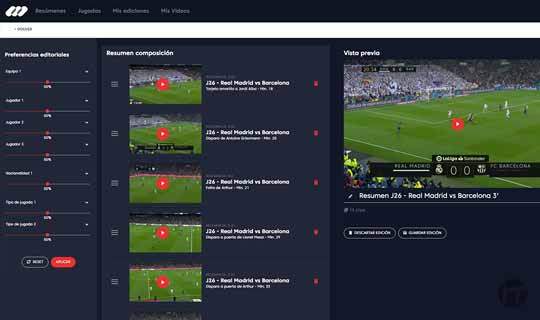 Resúmenes
Jugadas
Mis ediciones
Mis Vídeos
< VOLVER
Preferencias editoriales
Equipo 1
50%
Jugador 1
50%
Jugador 2
50%
Jugador 3
50%
Nacionalidad 1
50%
Tipo de jugada 1
50%
Tipo de jugada 2
50%
RESET
APLICAR
Resumen composición
J26 - Real Madrid vs Barcelona
Tarjeta amarilla a Jordi Alba - Min. 18
J26 - Real Madrid vs Barcelona
Disparo de Antoine Griezmann - Min. 20
J26 - Real Madrid vs Barcelona
Falta de Arthur - Min. 21
J26 - Real Madrid vs Barcelona
Disparo a puerta de Lionel Messi - Min. 29
J26 - Real Madrid vs Barcelona
Disparo a puerta de Arthur - Min. 33
Vista previa
LaLiga Santander
REAL MADRID 0 0 FC BARCELONA
Resumen J26 - Real Madrid vs Barcelona 3'
DESCARTAR EDICIÓN
GUARDAR EDICIÓN